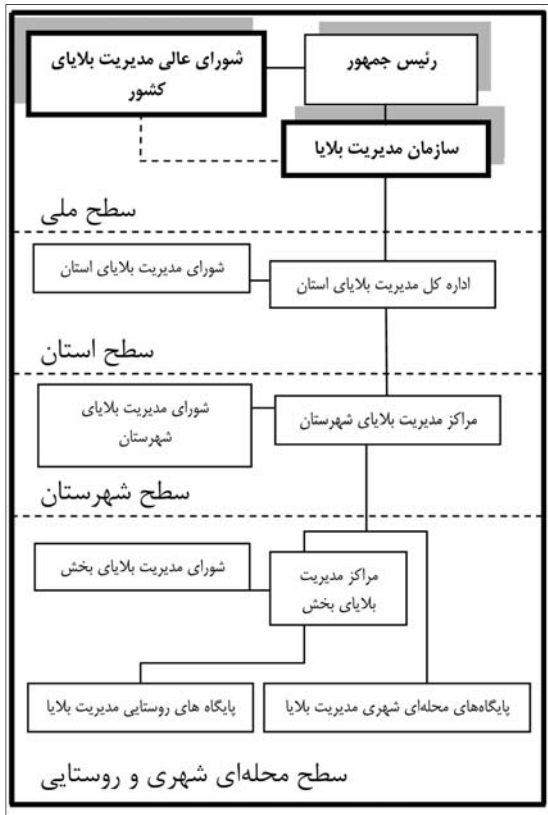 رئیس جمهور
شورای عالی مدیریت بلایای
کشور
سازمان مدیریت بلایا
سطح ملی
اداره کل مدیریت بلایای استان
شورای مدیریت بلایای استان
سطح استان
مراکز مدیریت بلایای شهرستان
شورای مدیریت بلایای
شهرستان
سطح شهرستان
مراکز مدیریت
بلایای بخش
شورای مدیریت بلایای بخش
پایگاه‌های محله‌ای شهری مدیریت بلایا
پایگاه های روستایی مدیریت بلایا
سطح محله‌ای شهری و روستایی